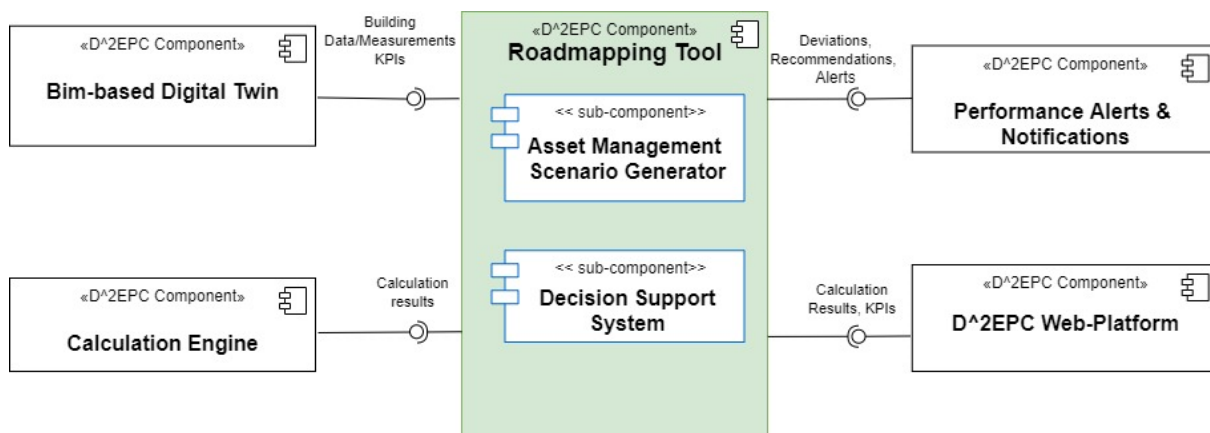 «D^2EPC Component»
Bim-based Digital Twin
Building
Data/Measurements
KPIs
«D^2EPC Component»
Roadmapping Tool
<< sub-component>>
Asset Management
Scenario Generator
Deviations,
Recommendations,
Alerts
«D^2EPC Component»
Performance Alerts &
Notifications
«D^2EPC Component»
Calculation Engine
Calculation
results
<< sub-component>>
Decision Support
System
Calculation
Results, KPIs
«D^2EPC Component»
D^2EPC Web-Platform